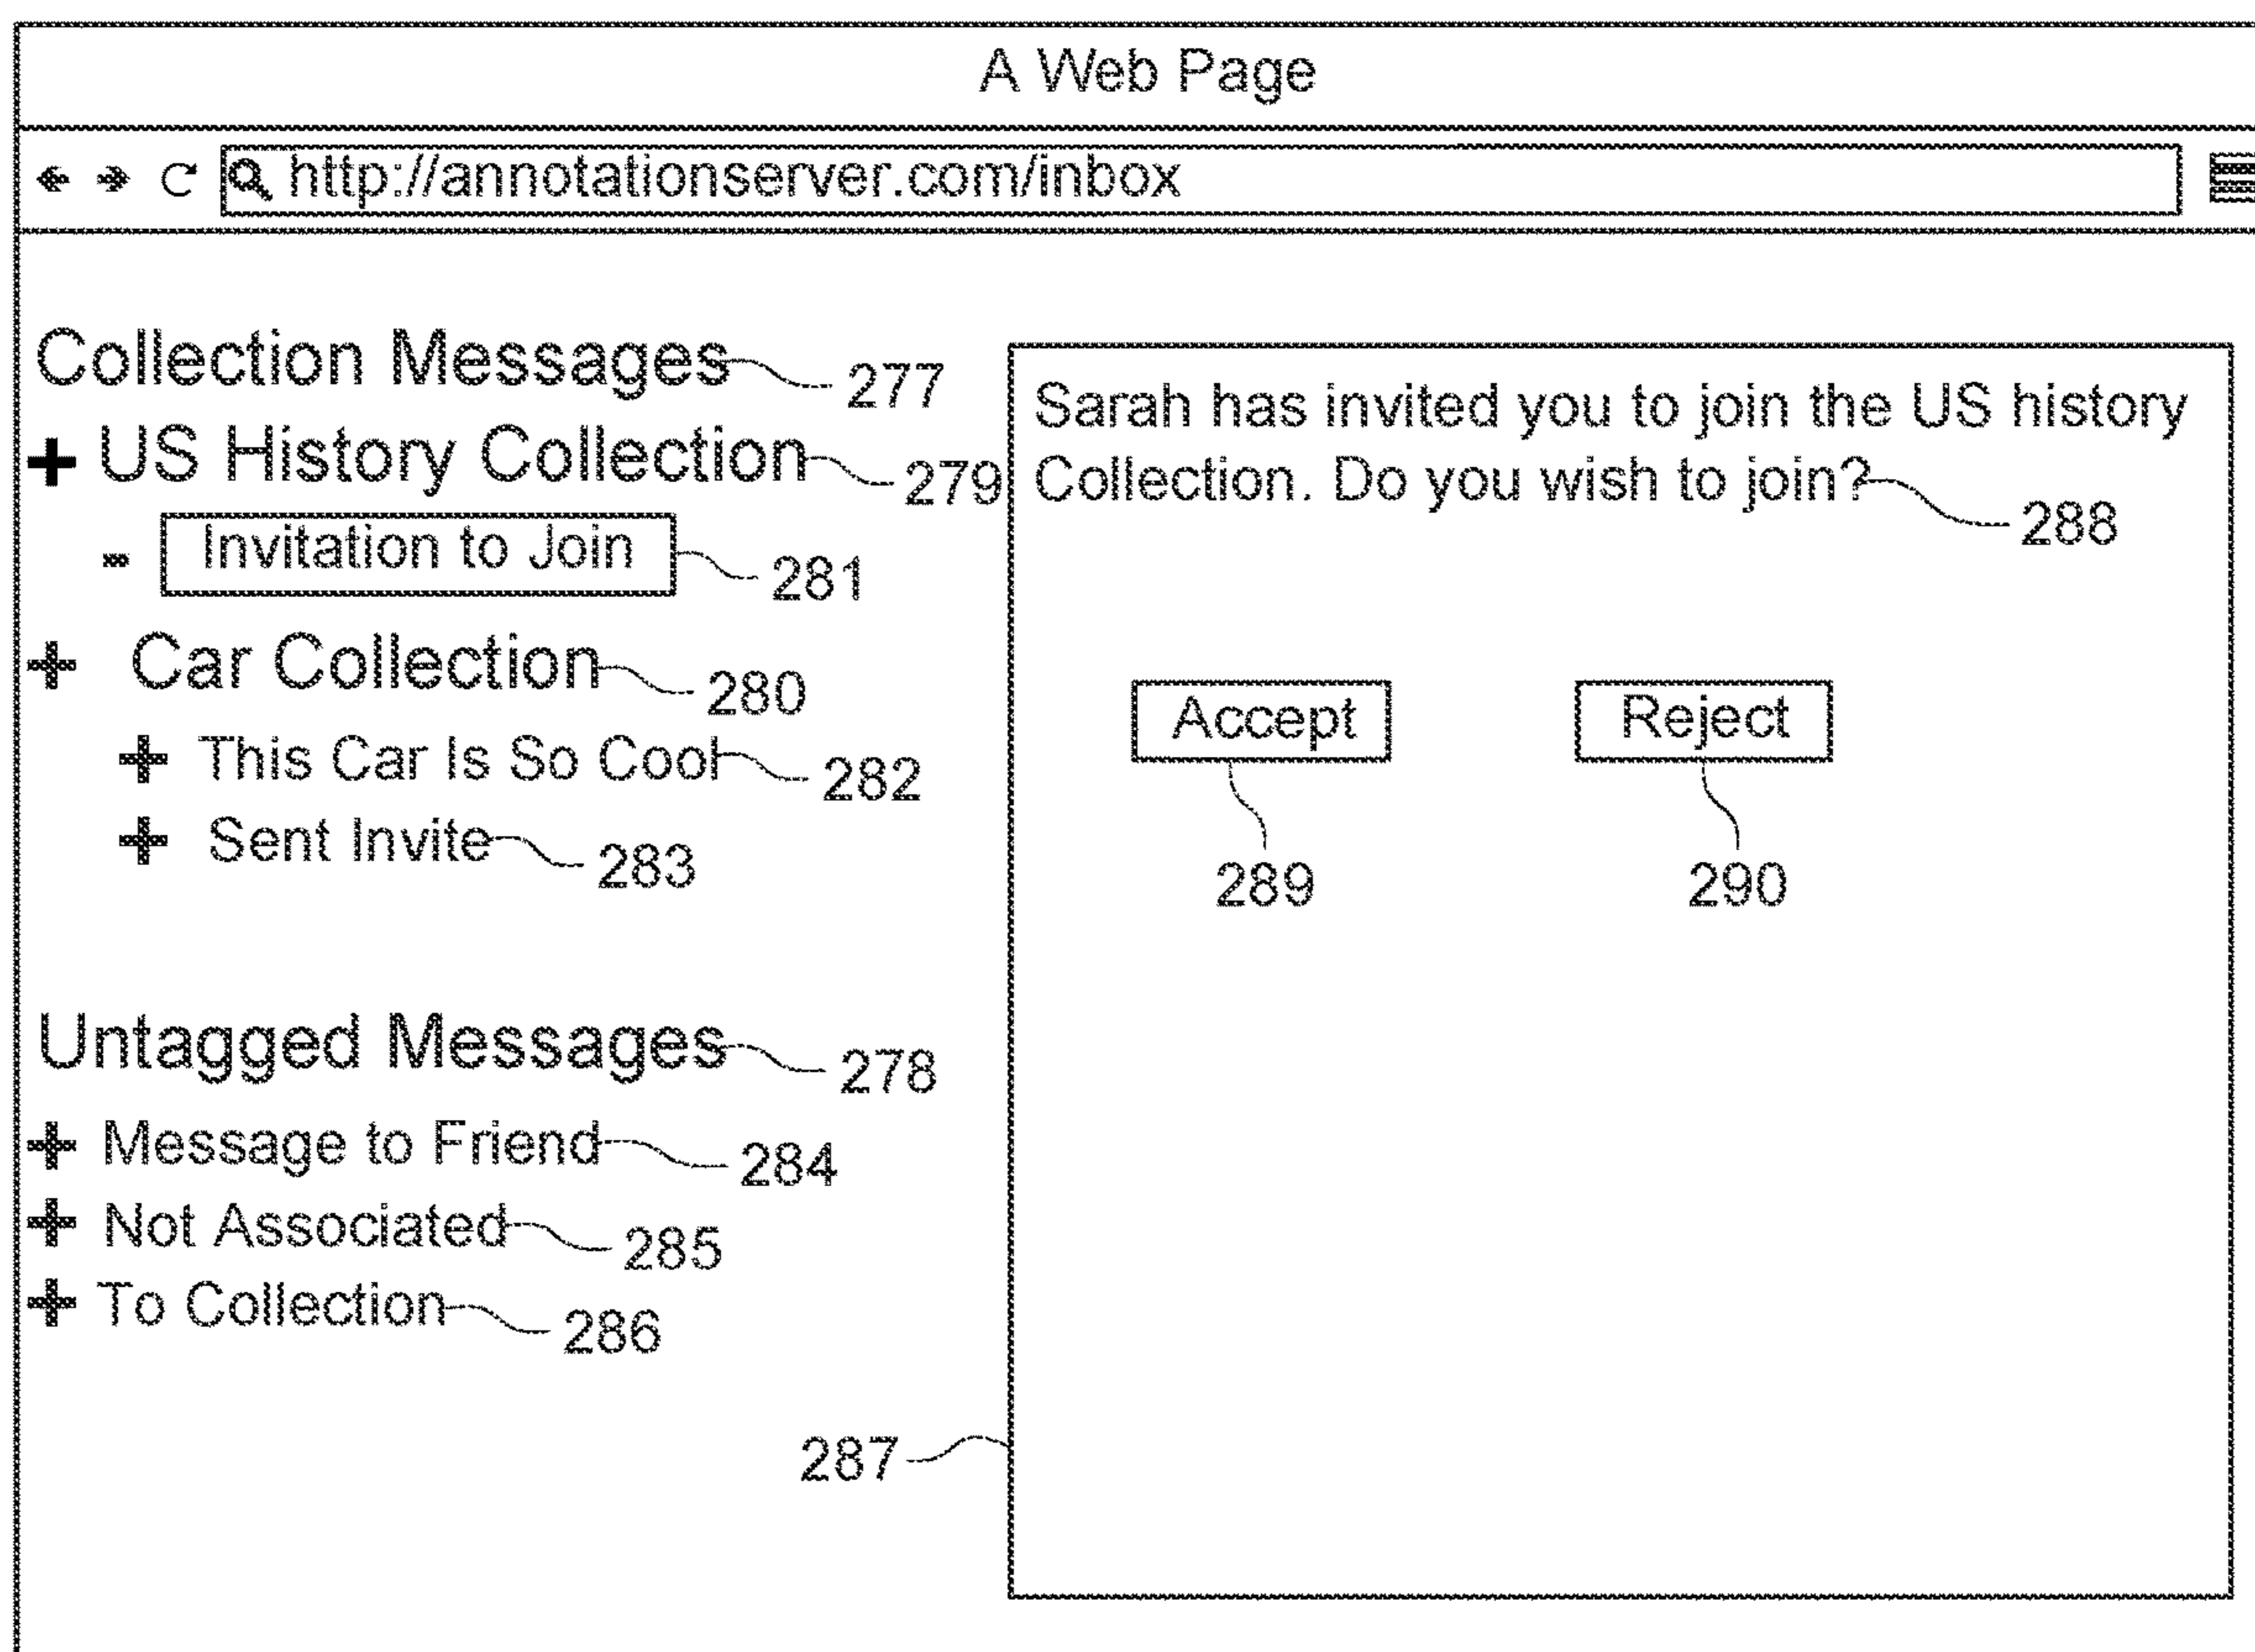 A Web Page
http://annotationserver.com/inbox
Collection Messages 277
+ US History Collection 279
- Invitation to Join 281
+ Car Collection 280
+ This Car Is So Cool 282
+ Sent Invite 283
Untagged Messages 278
+ Message to Friend 284
+ Not Associated 285
+ To Collection 286
287
Sarah has invited you to join the US history
Collection. Do you wish to join? 288
Accept Reject
289 290